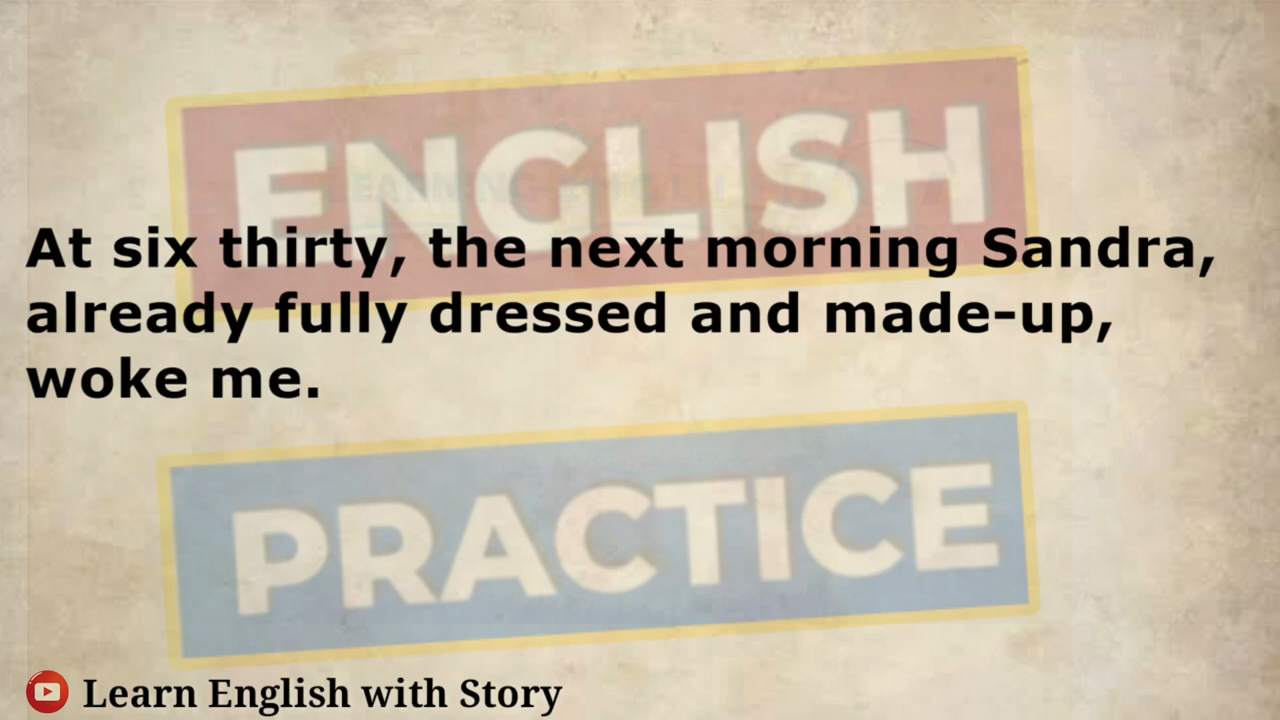 ENGLISH
At six thirty, the next morning Sandra,
already fully dressed and made-up,
woke me.
PRACTICE
Learn English with Story